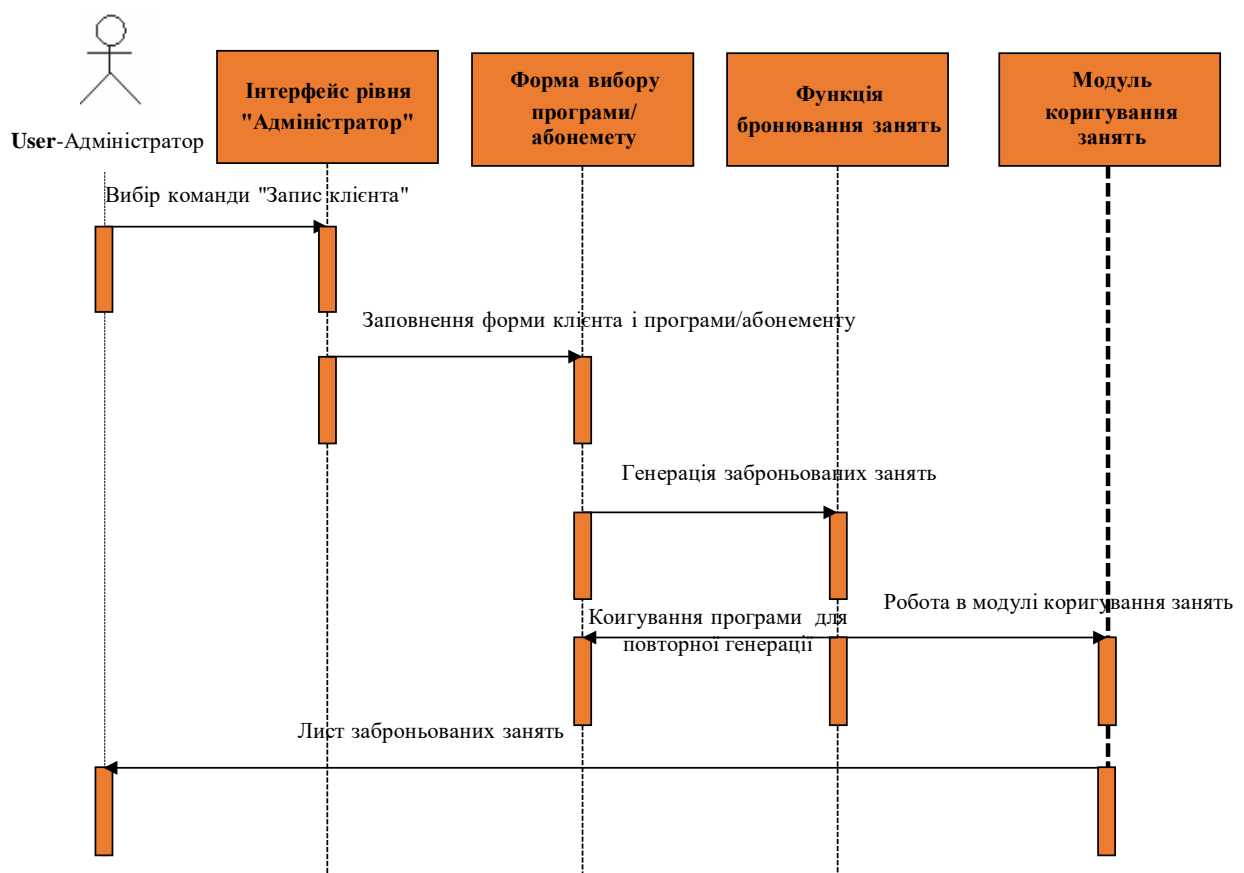 User-Адміністратор
Інтерфейс рівня
"Адміністратор"
Форма вибору
програми/
абонемету
Функція
бронювання занять
Модуль
коригування
занять
Вибір команди "Запис клієнта"
Заповнення форми клієнта і програми/абонементу
Генерація заброньованих занять
Робота в модулі коригування занять
Коигування програми для
повторної генерації
Лист заброньованих занять